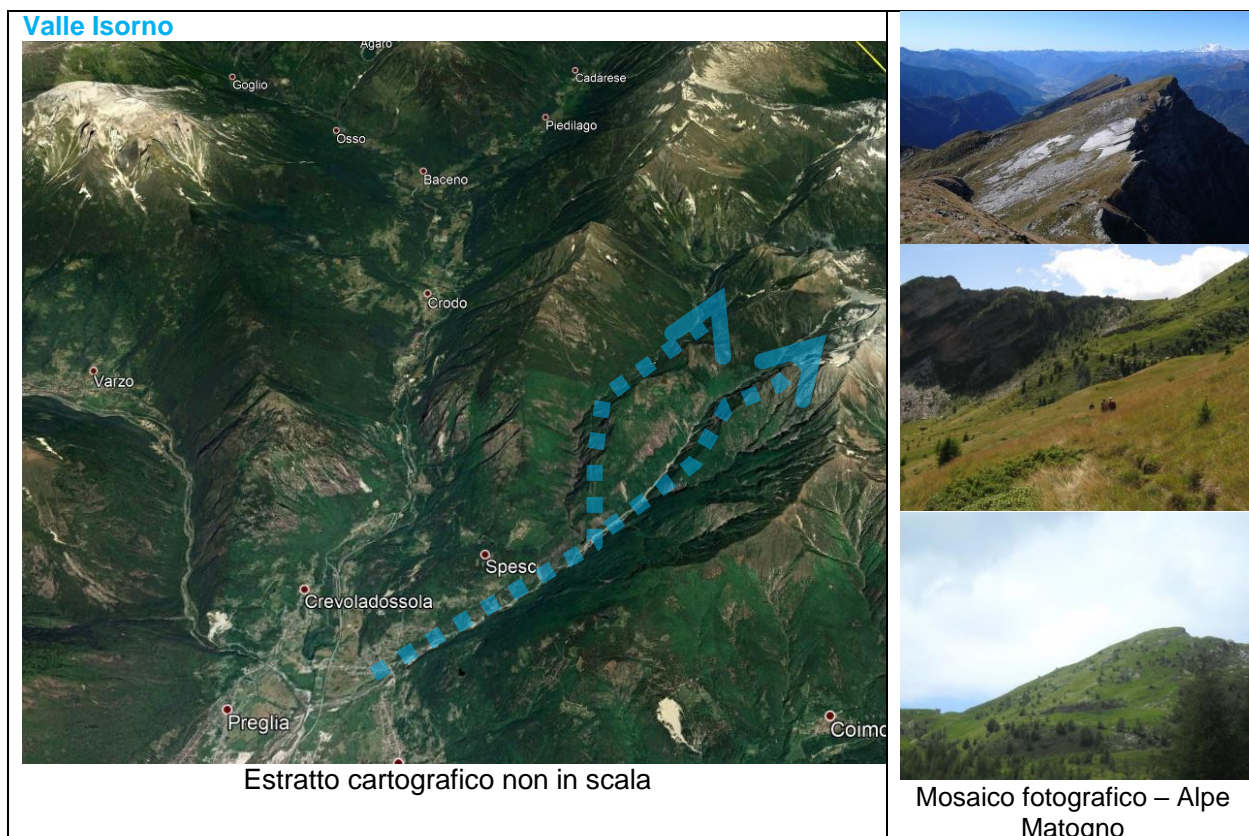 Valle Isorno
Agaro
Goglio
Cadarese
Osso
Piedilago
Baceno
Crodo
Varzo
Spesc
Crevoladossola
Preglia
Coimo
Estratto cartografico non in scala
Mosaico fotografico – Alpe
Matogno